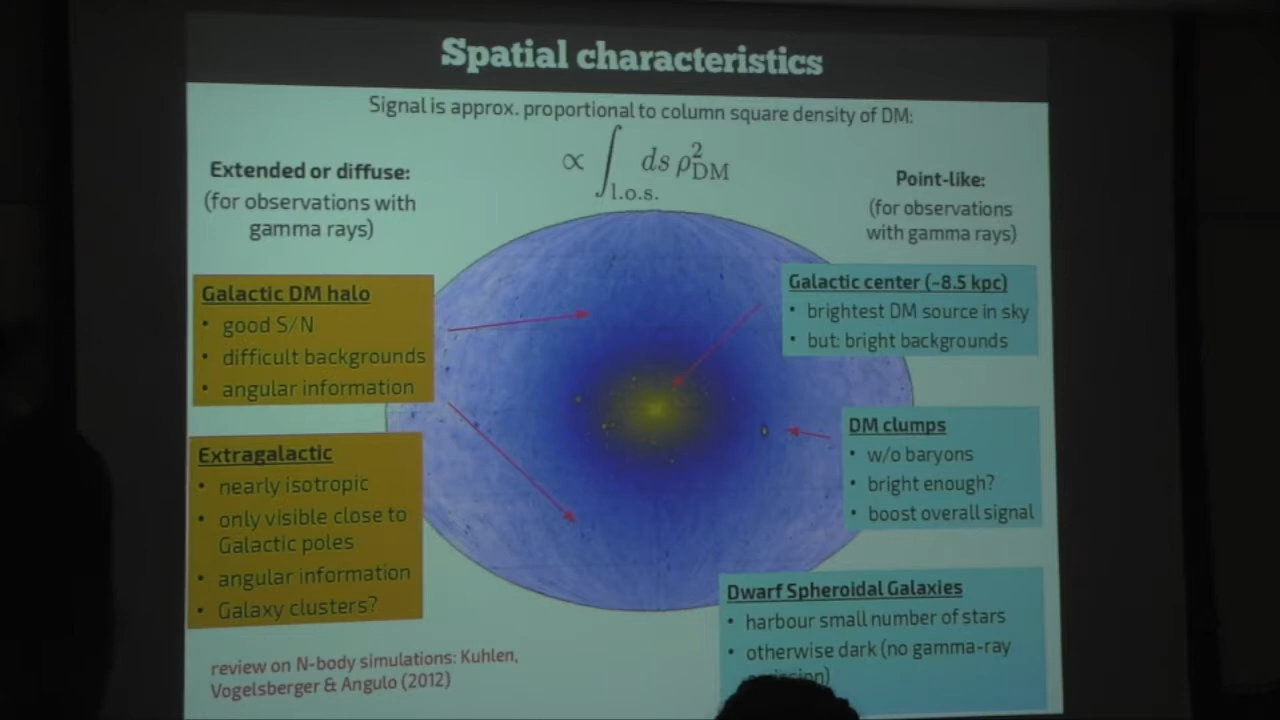 Spatial characteristics
Signal is approx. proportional to column square density of DM:
∝ ∫ l.o.s. ds ρ²DM
Extended or diffuse:
(for observations with
gamma rays)
Point-like:
(for observations
with gamma rays)
Galactic DM halo
• good S/N
• difficult backgrounds
• angular information
Extragalactic
• nearly isotropic
• only visible close to
Galactic poles
• angular information
• Galaxy clusters?
review on N-body simulations: Kuhlen,
Vogelsberger & Angulo (2012)
Galactic center (~8.5 kpc)
• brightest DM source in sky
• but: bright backgrounds
DM clumps
• w/o baryons
• bright enough?
• boost overall signal
Dwarf Spheroidal Galaxies
• harbour small number of stars
• otherwise dark (no gamma-ray